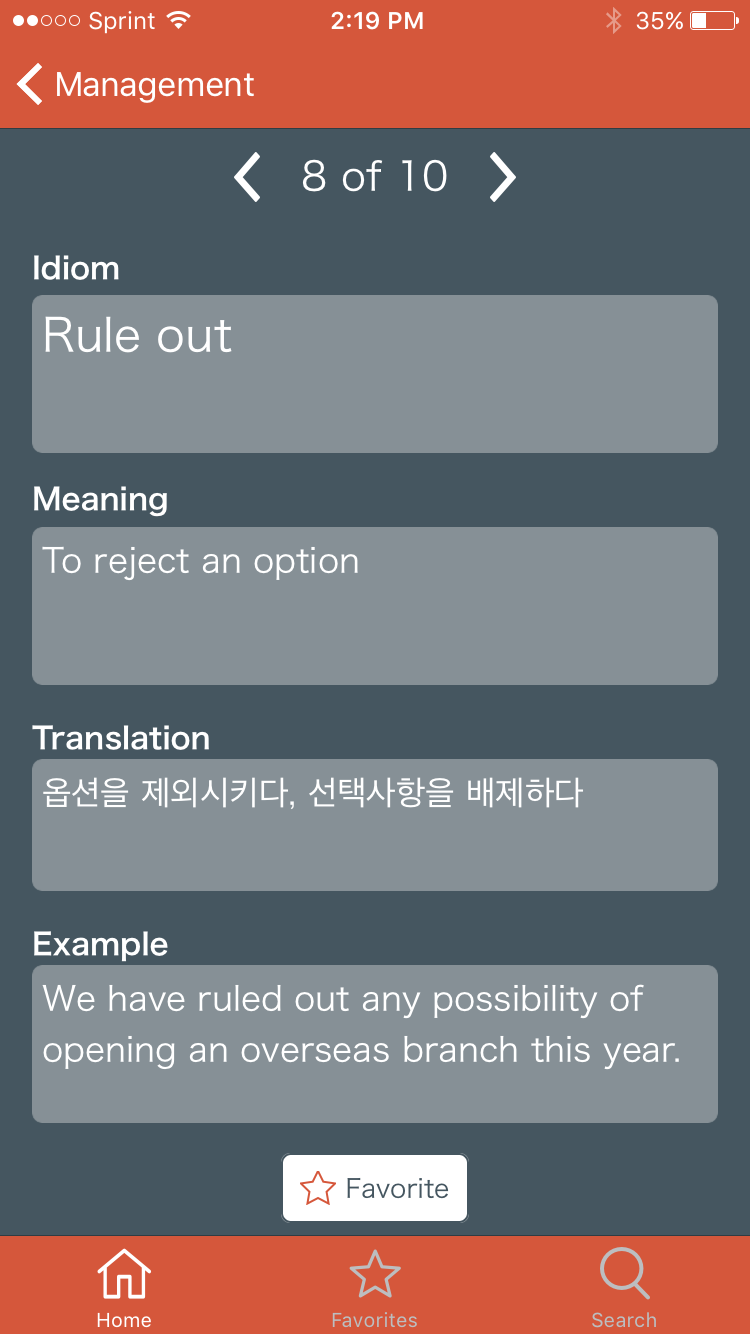 Sprint 2:19 PM 35%
Management
8 of 10
Idiom
Rule out
Meaning
To reject an option
Translation
옵션을 제외시키다, 선택사항을 배제하다
Example
We have ruled out any possibility of
opening an overseas branch this year.
Favorite
Home Favorites Search